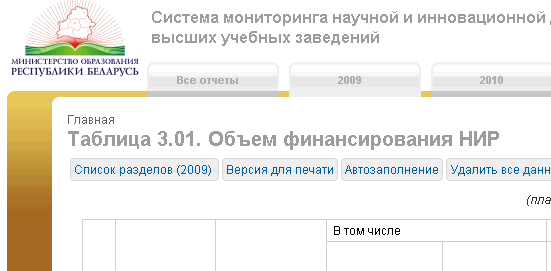 Система мониторинга научной и инновационной
высших учебных заведений
МИНИСТЕРСТВО ОБРАЗОВАНИЯ
РЕСПУБЛИКИ БЕЛАРУСЬ
Все отчеты 2009 2010
Главная
Таблица 3.01. Объем финансирования НИР
Список разделов (2009) Версия для печати Автозаполнение Удалить все данн
(пла
В том числе